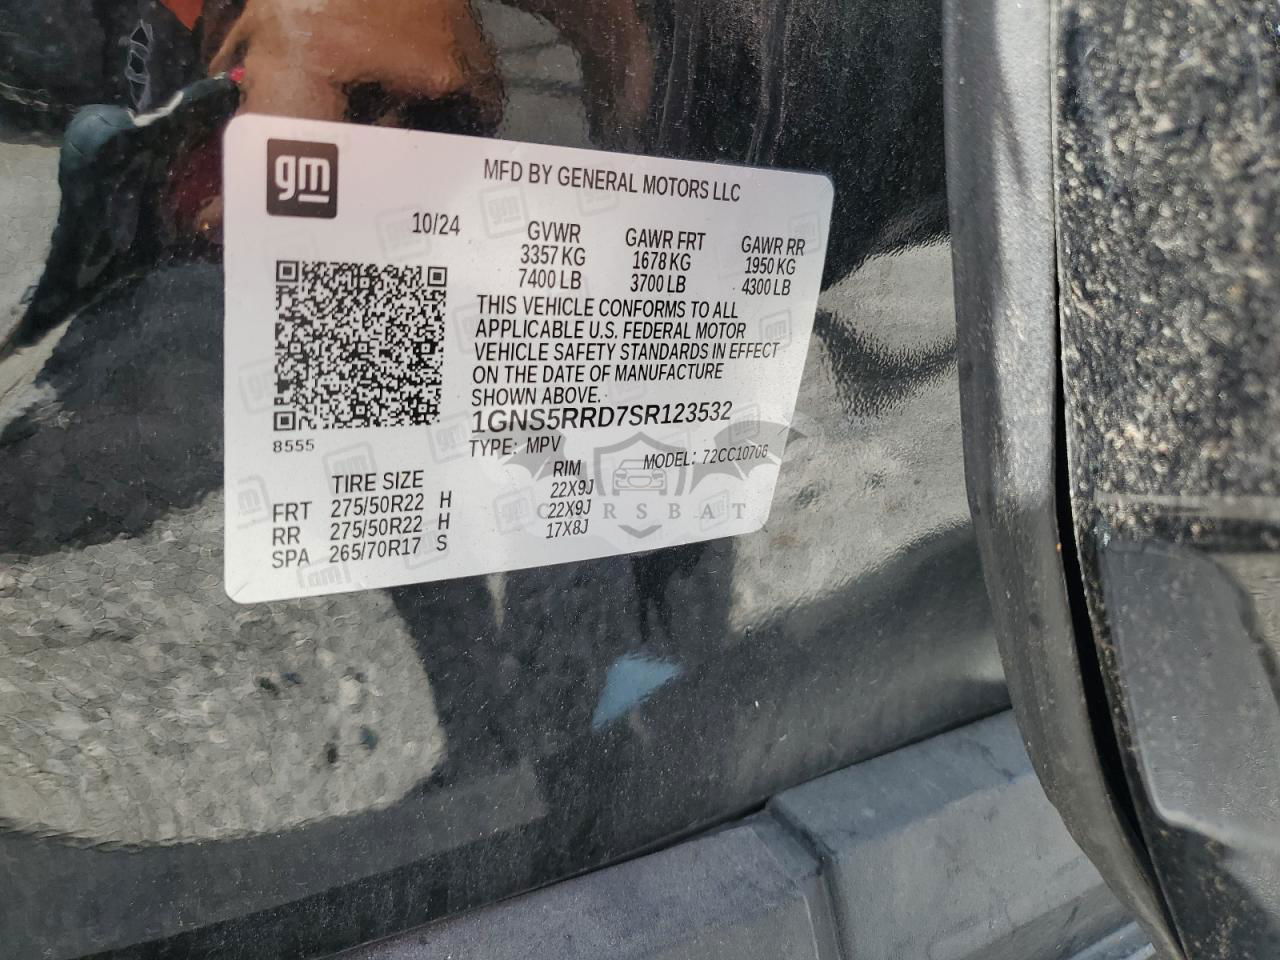 gm
MFD BY GENERAL MOTORS LLC
10/24
GVWR GAWR FRT GAWR RR
3357 KG 1678 KG 1950 KG
7400 LB 3700 LB 4300 LB
THIS VEHICLE CONFORMS TO ALL
APPLICABLE U.S. FEDERAL MOTOR
VEHICLE SAFETY STANDARDS IN EFFECT
ON THE DATE OF MANUFACTURE
SHOWN ABOVE.
1GNS5RRD7SR123532
8555
TYPE: MPV MODEL: 72CC10706
TIRE SIZE RIM
FRT 275/50R22 H 22X9J
RR 275/50R22 H 22X9J
SPA 265/70R17 S 17X8J
CARSBAT